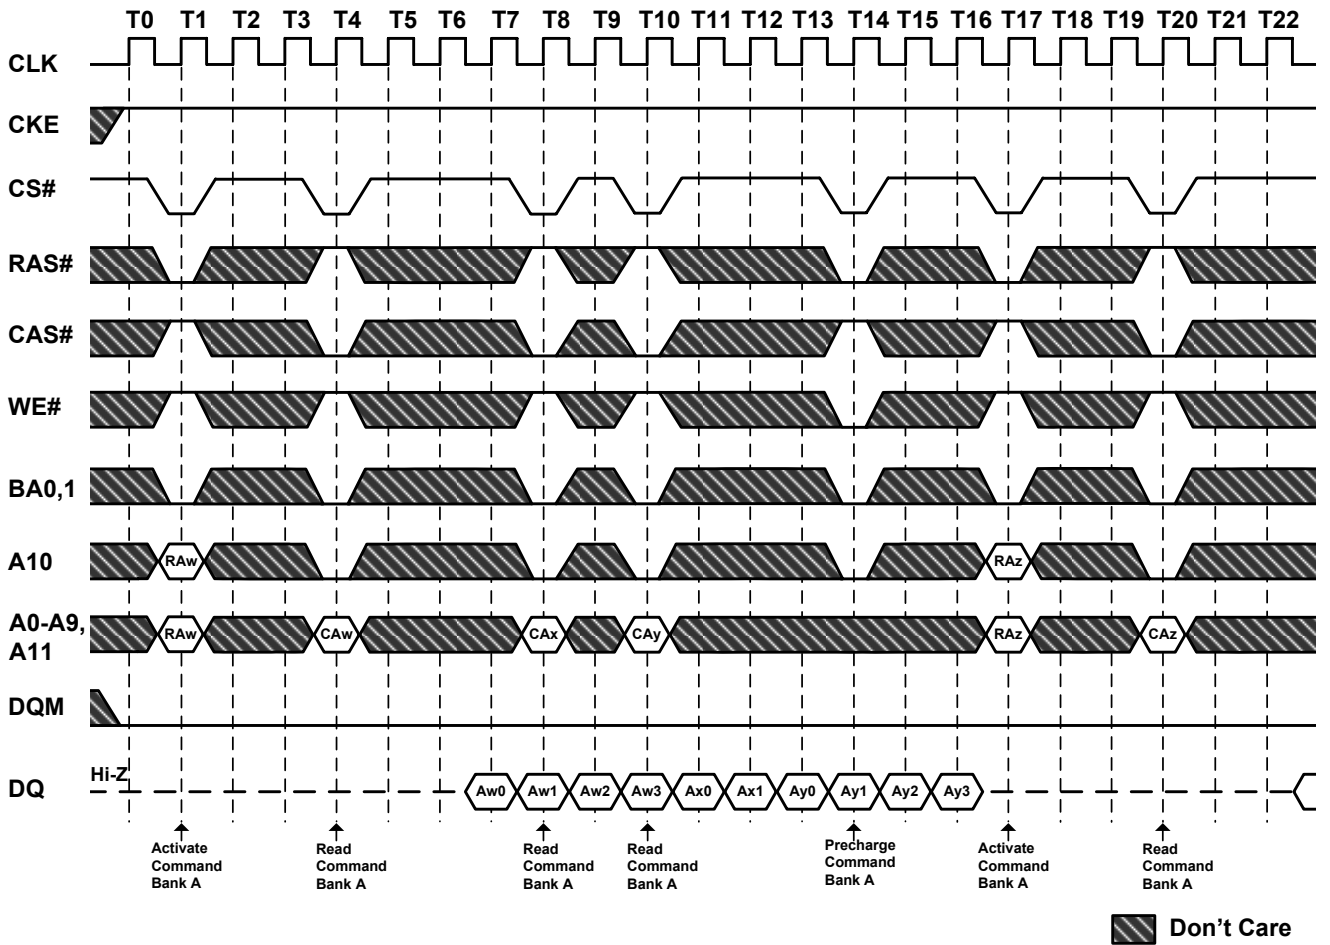 T0 T1 T2 T3 T4 T5 T6 T7 T8 T9 T10 T11 T12 T13 T14 T15 T16 T17 T18 T19 T20 T21 T22
CLK
CKE
CS#
RAS#
CAS#
WE#
BA0,1
A10 RAw RAz
A0-A9,
A11
RAw CAw CAx CAy RAz CAz
DQM
Hi-Z
DQ Aw0 Aw1 Aw2 Aw3 Ax0 Ax1 Ay0 Ay1 Ay2 Ay3
Activate
Command
Bank A
Read
Command
Bank A
Read
Command
Bank A
Read
Command
Bank A
Precharge
Command
Bank A
Activate
Command
Bank A
Read
Command
Bank A
Don't Care